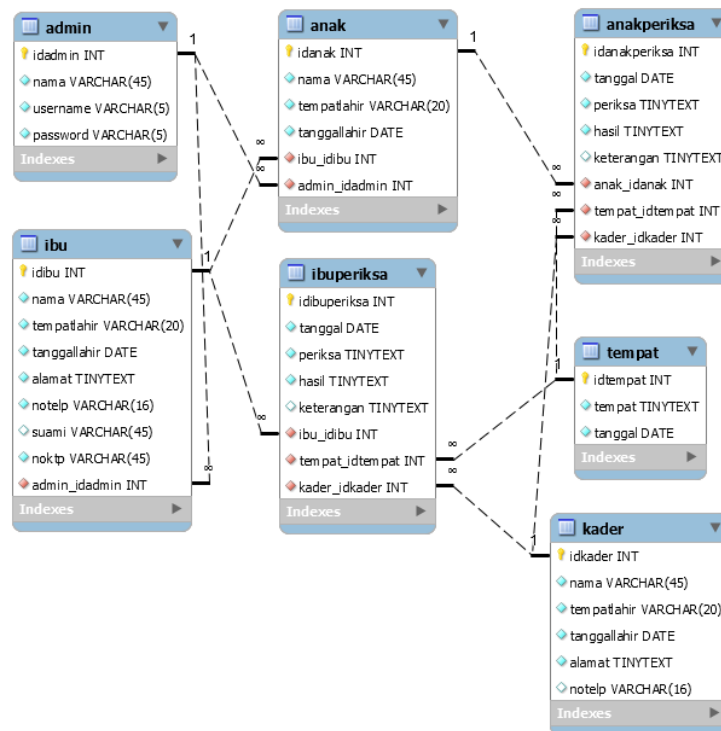 admin
idadmin INT
nama VARCHAR(45)
username VARCHAR(5)
password VARCHAR(5)
Indexes
1
anak
idanak INT
nama VARCHAR(45)
tempatlahir VARCHAR(20)
tanggallahir DATE
ibu_idibu INT
admin_idadmin INT
Indexes
∞
∞
1
anakperiksa
idanakperiksa INT
tanggal DATE
periksa TINYTEXT
hasil TINYTEXT
keterangan TINYTEXT
anak_idanak INT
tempat_idtempat INT
kader_idkader INT
Indexes
∞
∞
∞
ibu
idibu INT
nama VARCHAR(45)
tempatlahir VARCHAR(20)
tanggallahir DATE
alamat TINYTEXT
notelp VARCHAR(16)
suami VARCHAR(45)
noktp VARCHAR(45)
admin_idadmin INT
Indexes
1
∞
ibuperiksa
idibuperiksa INT
tanggal DATE
periksa TINYTEXT
hasil TINYTEXT
keterangan TINYTEXT
ibu_idibu INT
tempat_idtempat INT
kader_idkader INT
Indexes
∞
∞
∞
tempat
idtempat INT
tempat TINYTEXT
tanggal DATE
Indexes
1
kader
idkader INT
nama VARCHAR(45)
tempatlahir VARCHAR(20)
tanggallahir DATE
alamat TINYTEXT
notelp VARCHAR(16)
Indexes
1